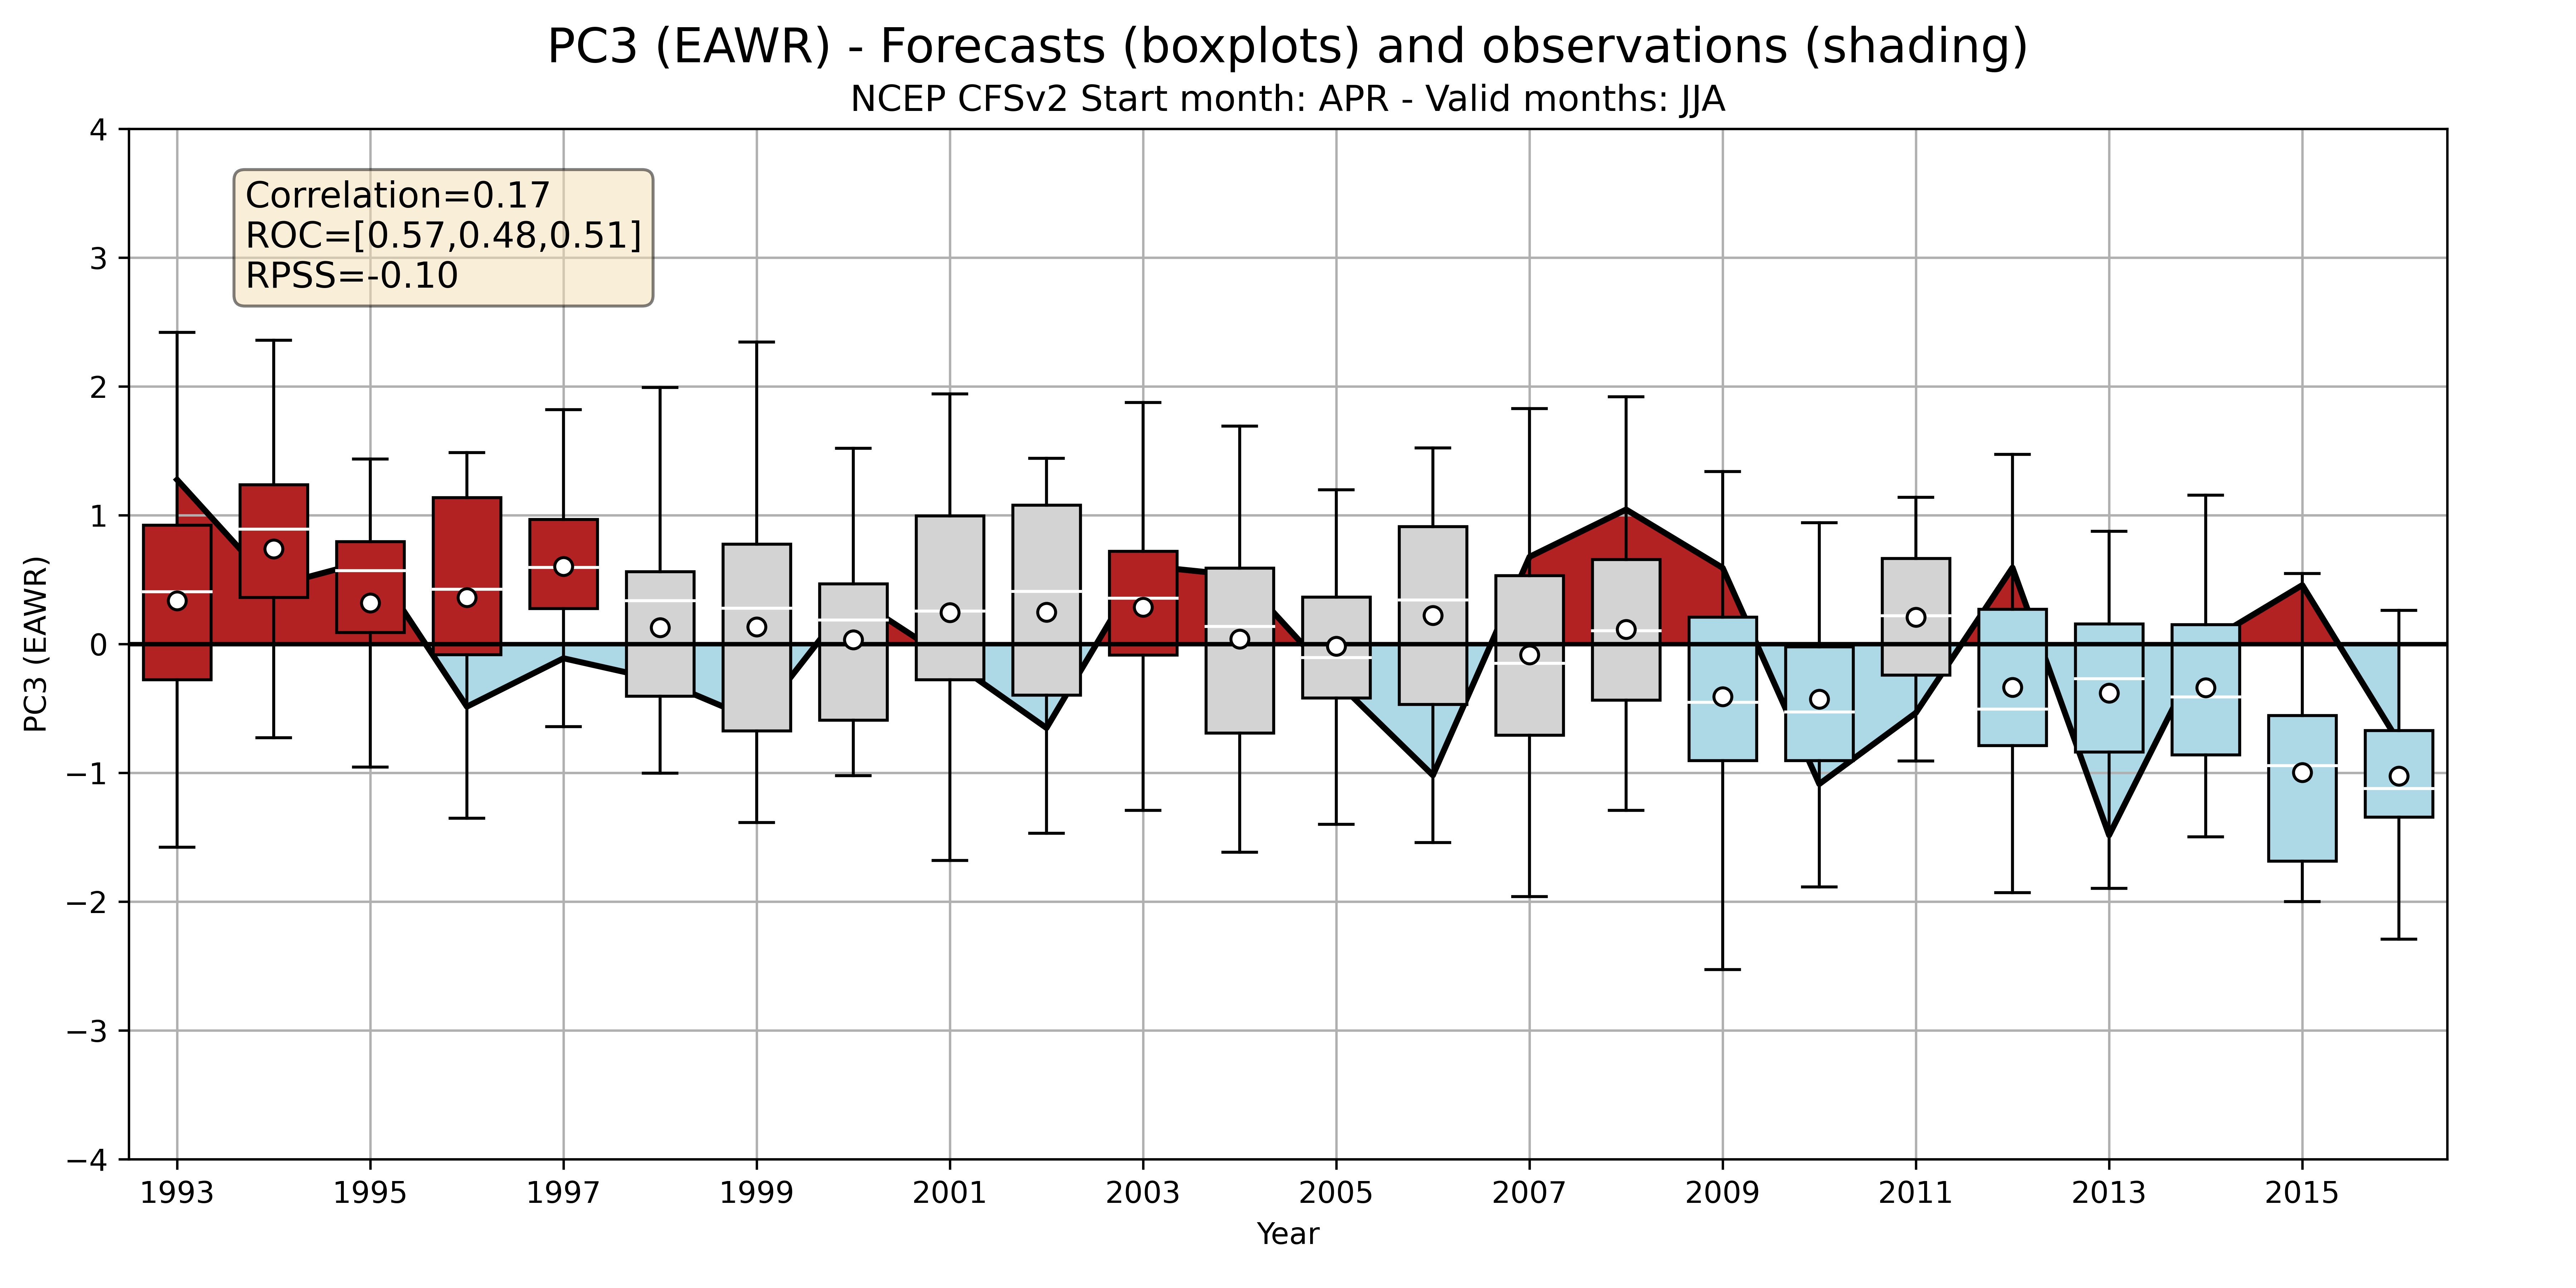 PC3 (EAWR) - Forecasts (boxplots) and observations (shading)
NCEP CFSv2 Start month: APR - Valid months: JJA
Correlation=0.17
ROC=[0.57,0.48,0.51]
RPSS=-0.10
PC3 (EAWR)
4
3
2
1
0
−1
−2
−3
−4
1993 1995 1997 1999 2001 2003 2005 2007 2009 2011 2013 2015
Year